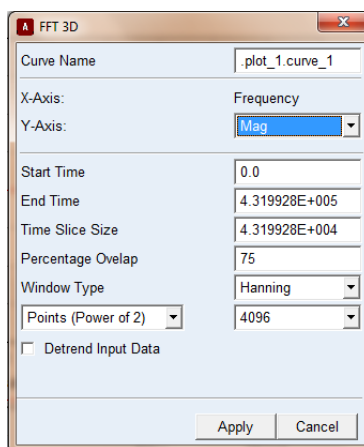 FFT 3D
Curve Name .plot_1.curve_1
X-Axis: Frequency
Y-Axis: Mag
Start Time 0.0
End Time 4.319928E+005
Time Slice Size 4.319928E+004
Percentage Ovelap 75
Window Type Hanning
Points (Power of 2) 4096
Detrend Input Data
Apply Cancel